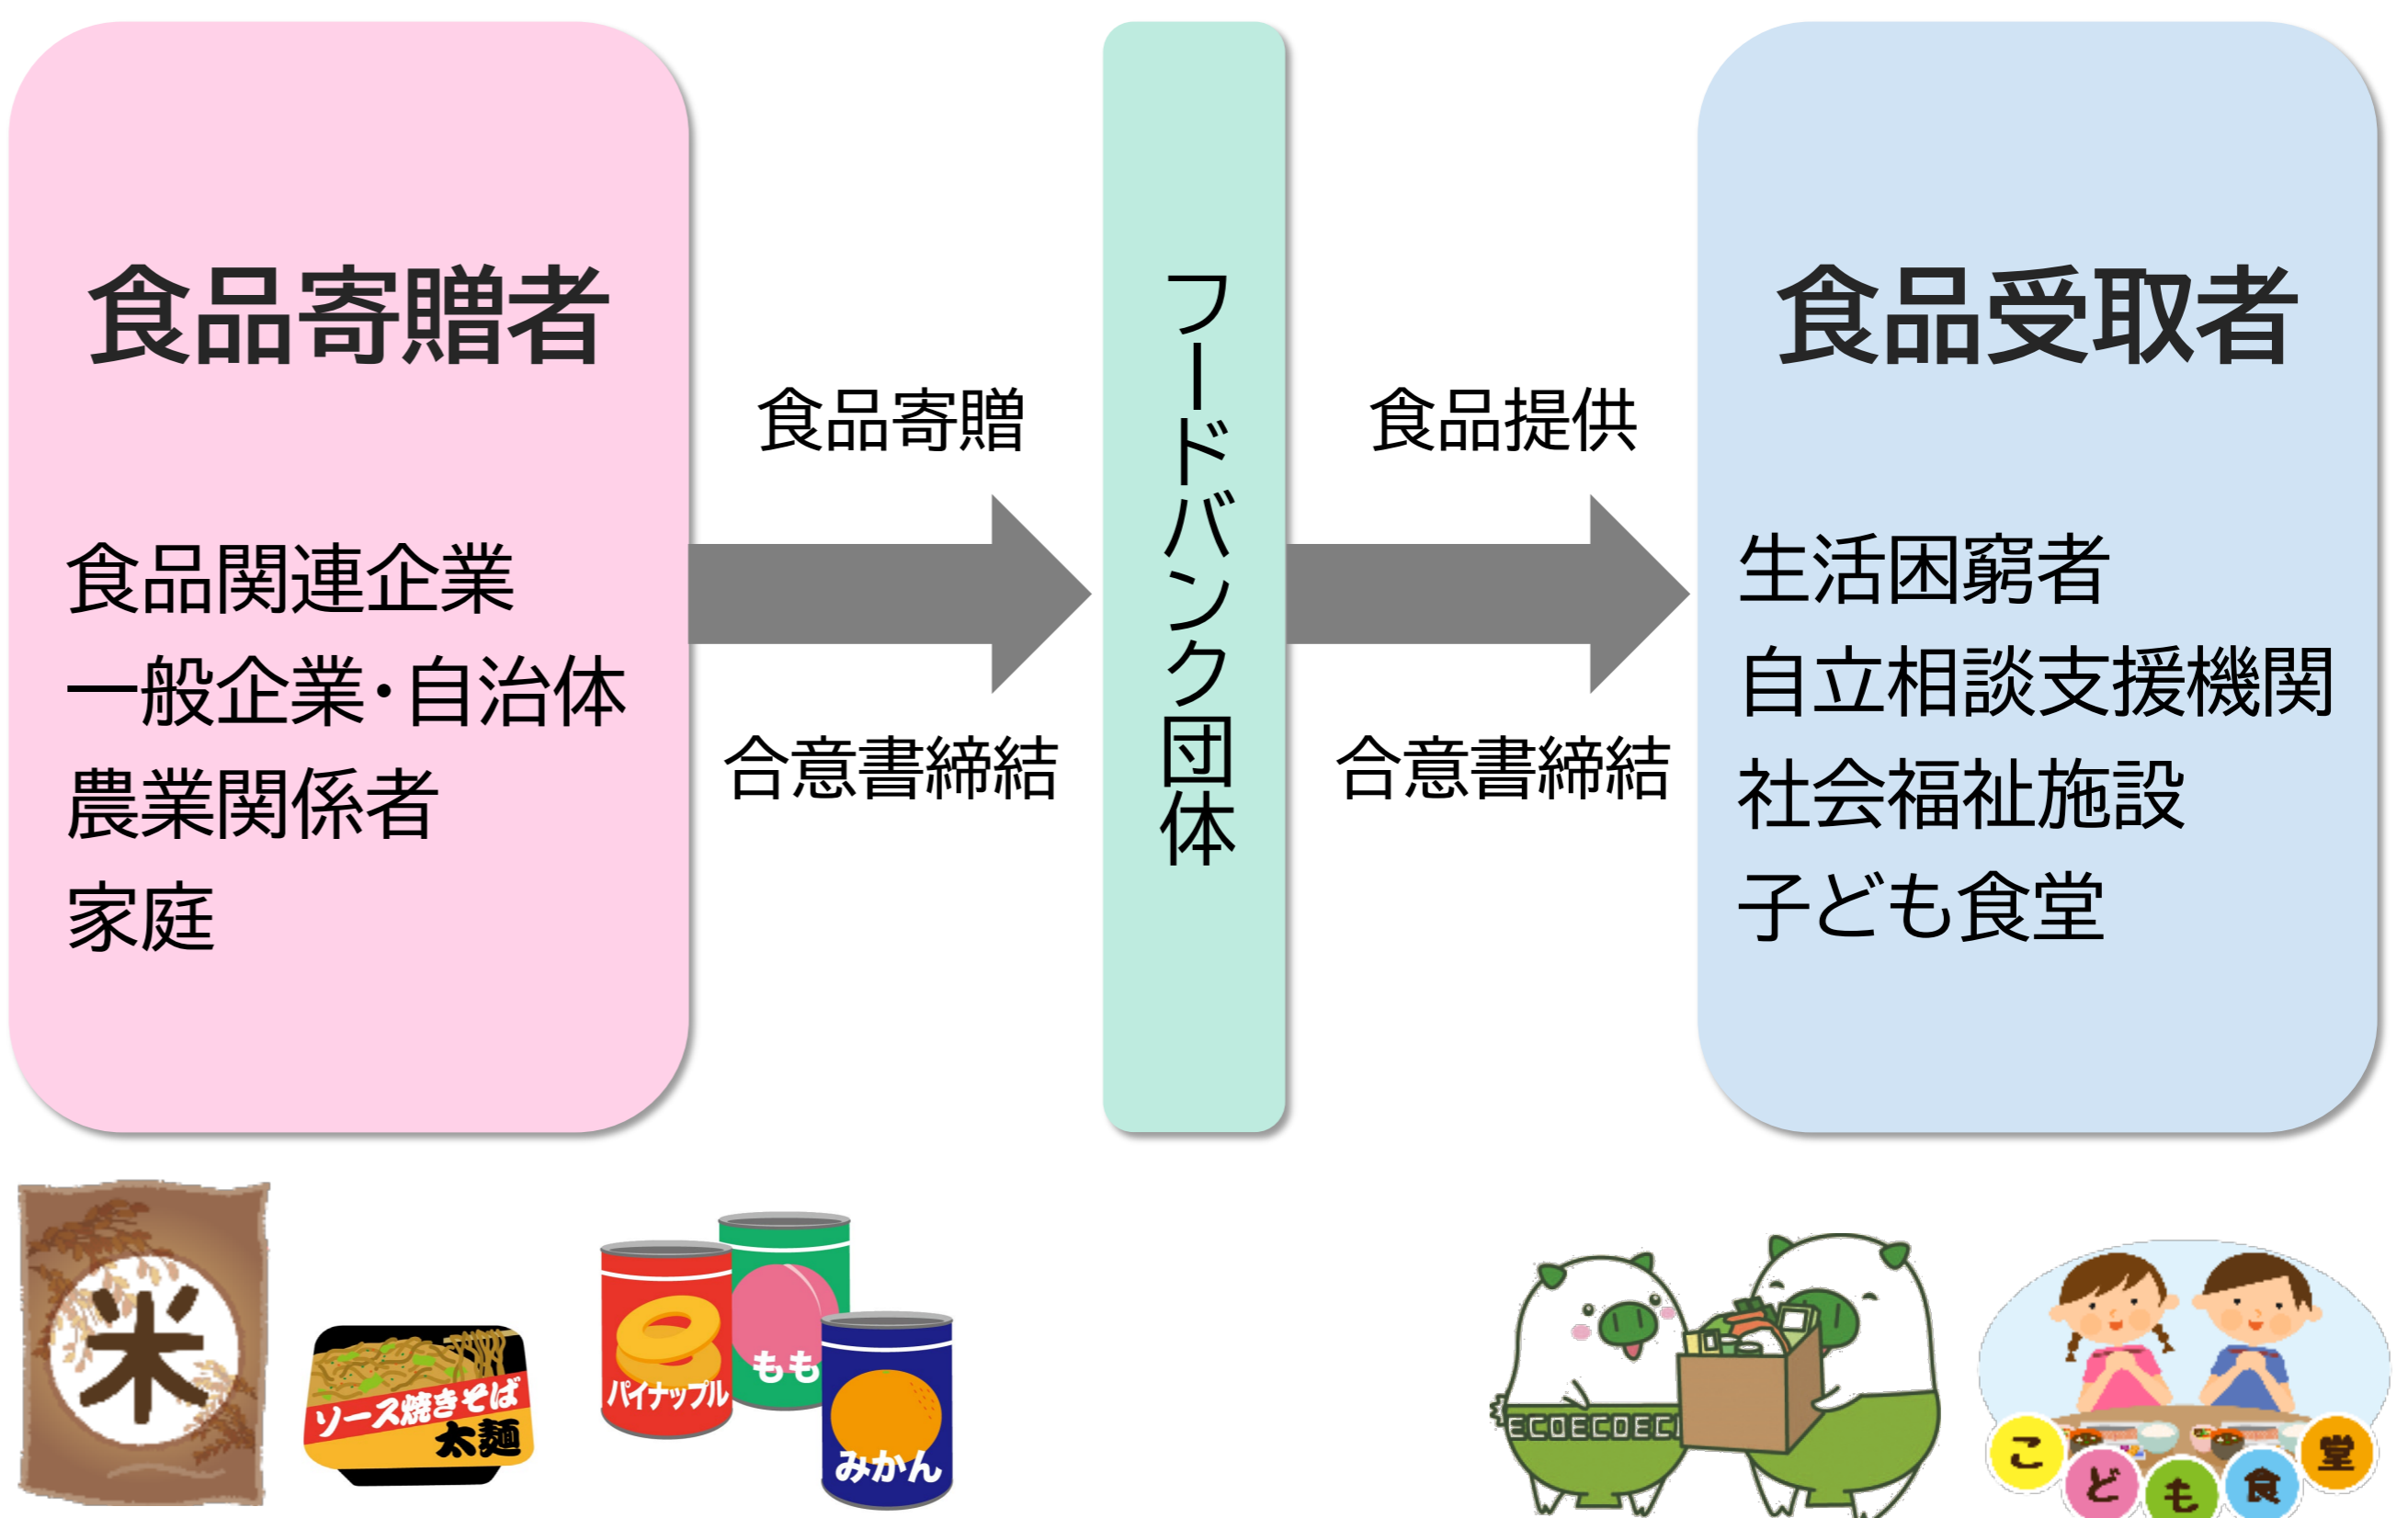 食品寄贈者
食品関連企業
一般企業・自治体
農業関係者
家庭
食品寄贈
合意書締結
フードバンク団体
食品提供
合意書締結
食品受取者
生活困窮者
自立相談支援機関
社会福祉施設
子ども食堂
米
ソース焼きそば
太麺
パイナップル
もも
みかん
ECOECOEC
こども食堂